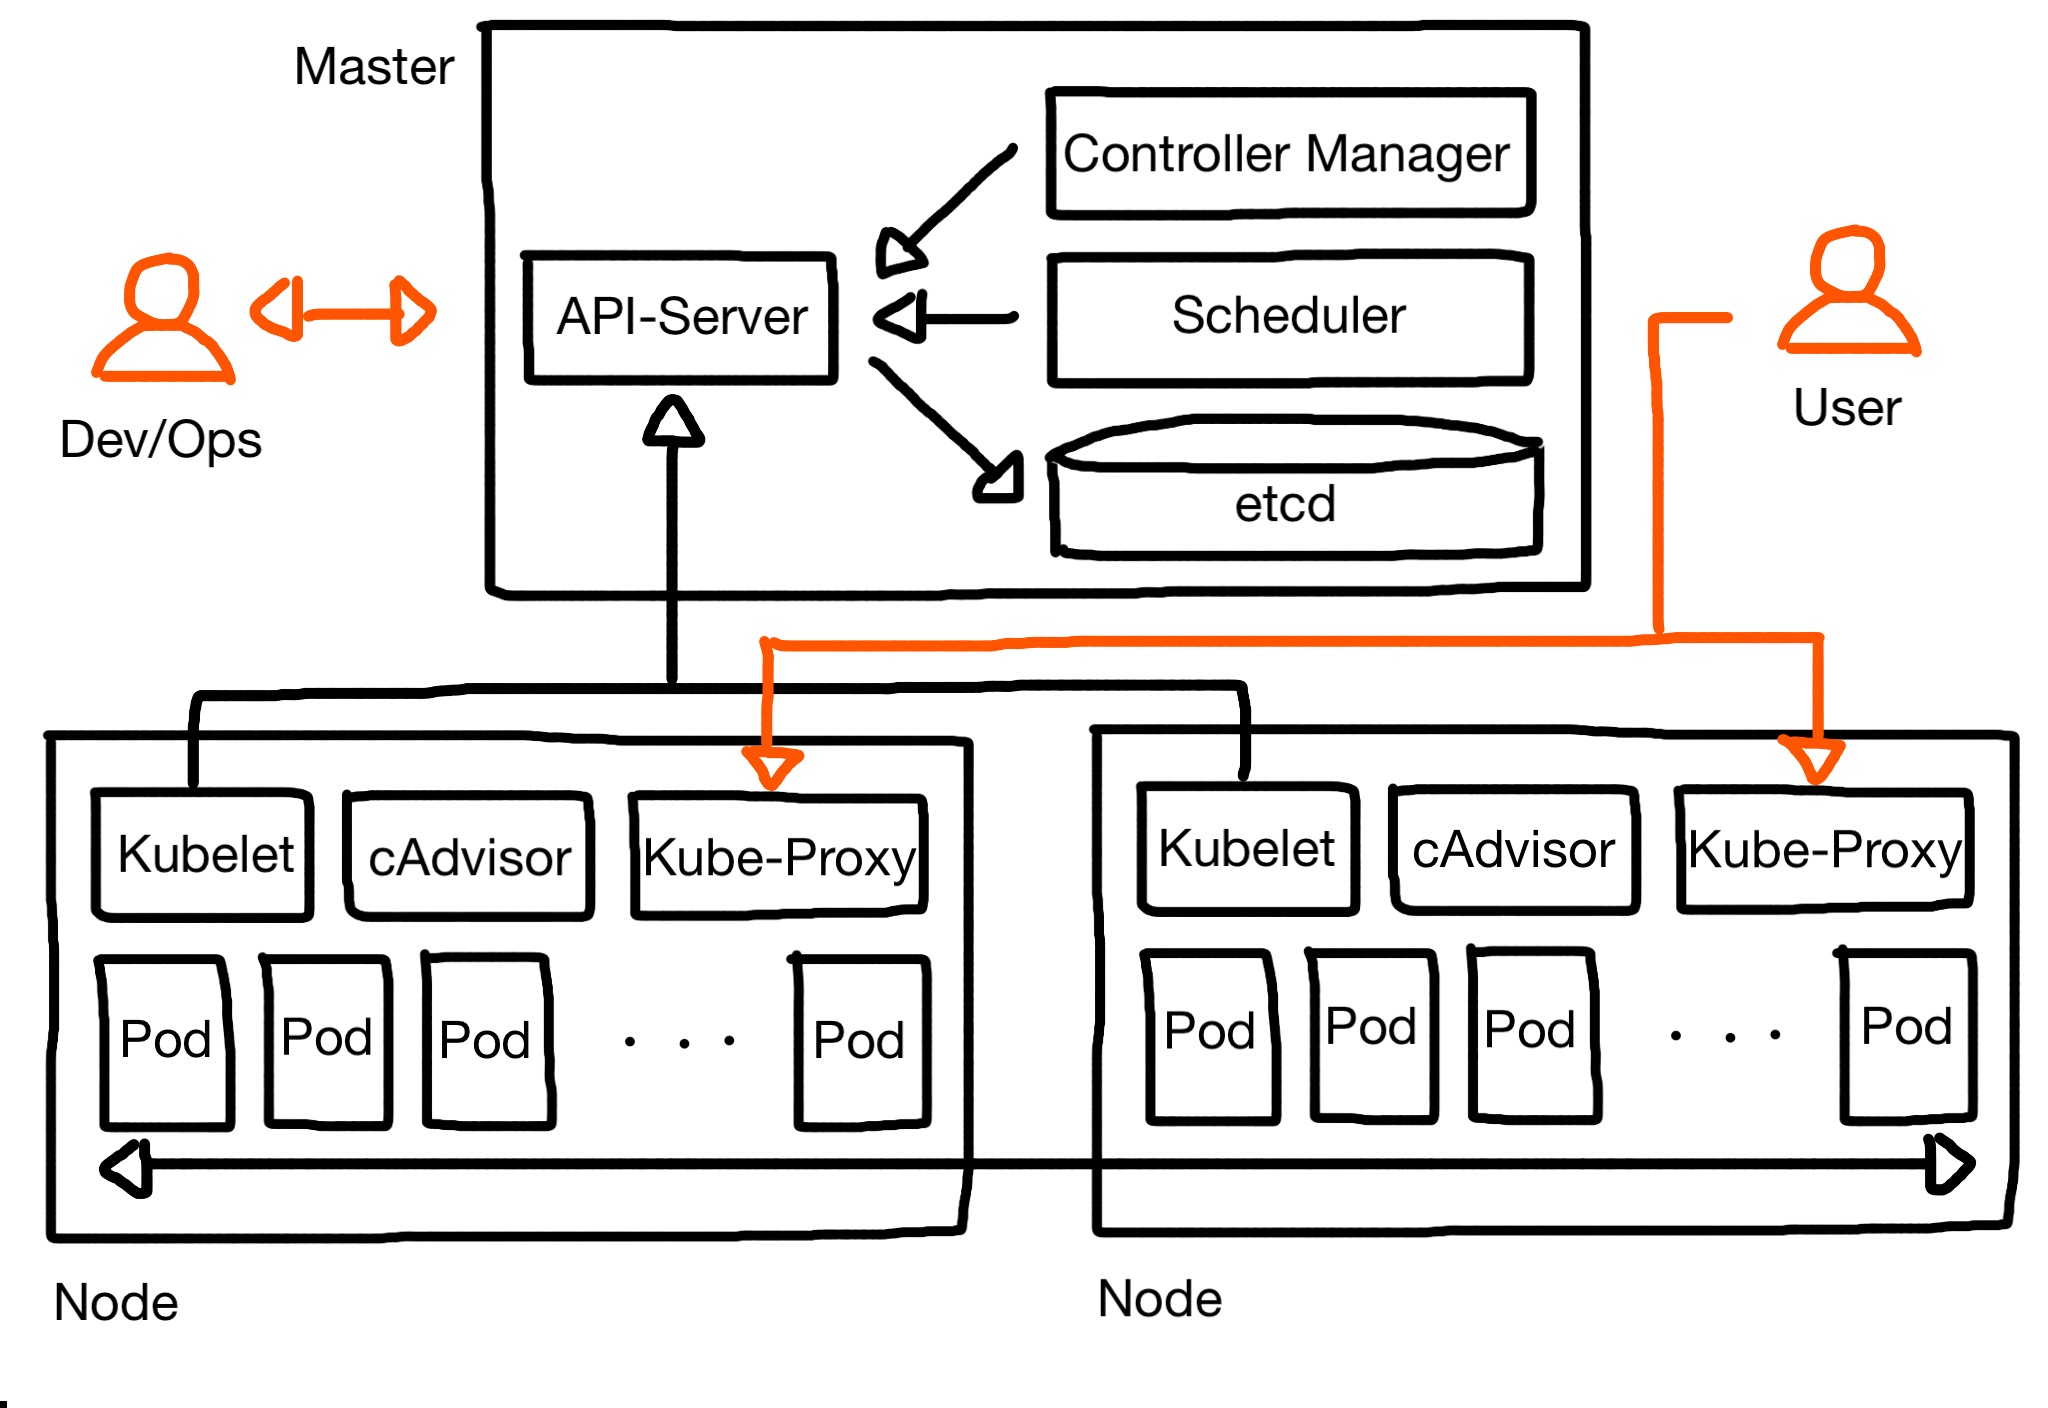 Master
Controller Manager
API-Server
Scheduler
etcd
Dev/Ops
User
Kubelet
cAdvisor
Kube-Proxy
Pod
Pod
Pod
. . .
Pod
Node
Kubelet
cAdvisor
Kube-Proxy
Pod
Pod
Pod
. . .
Pod
Node